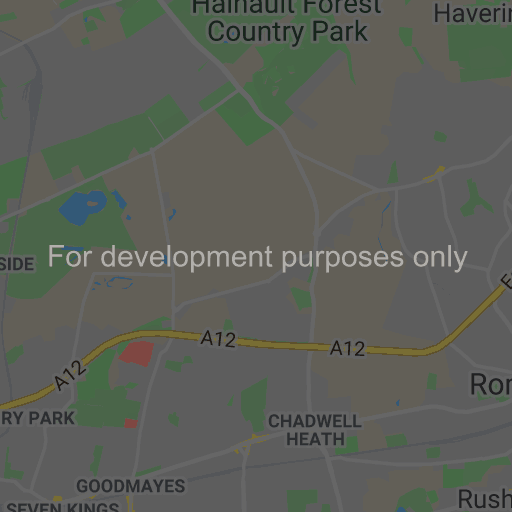 Hainault Forest
Country Park
Haverin
For development purposes only
SIDE
A12
A12
A12
E
Ror
RY PARK
CHADWELL
HEATH
GOODMAYES
SEVEN KINGS
Rush